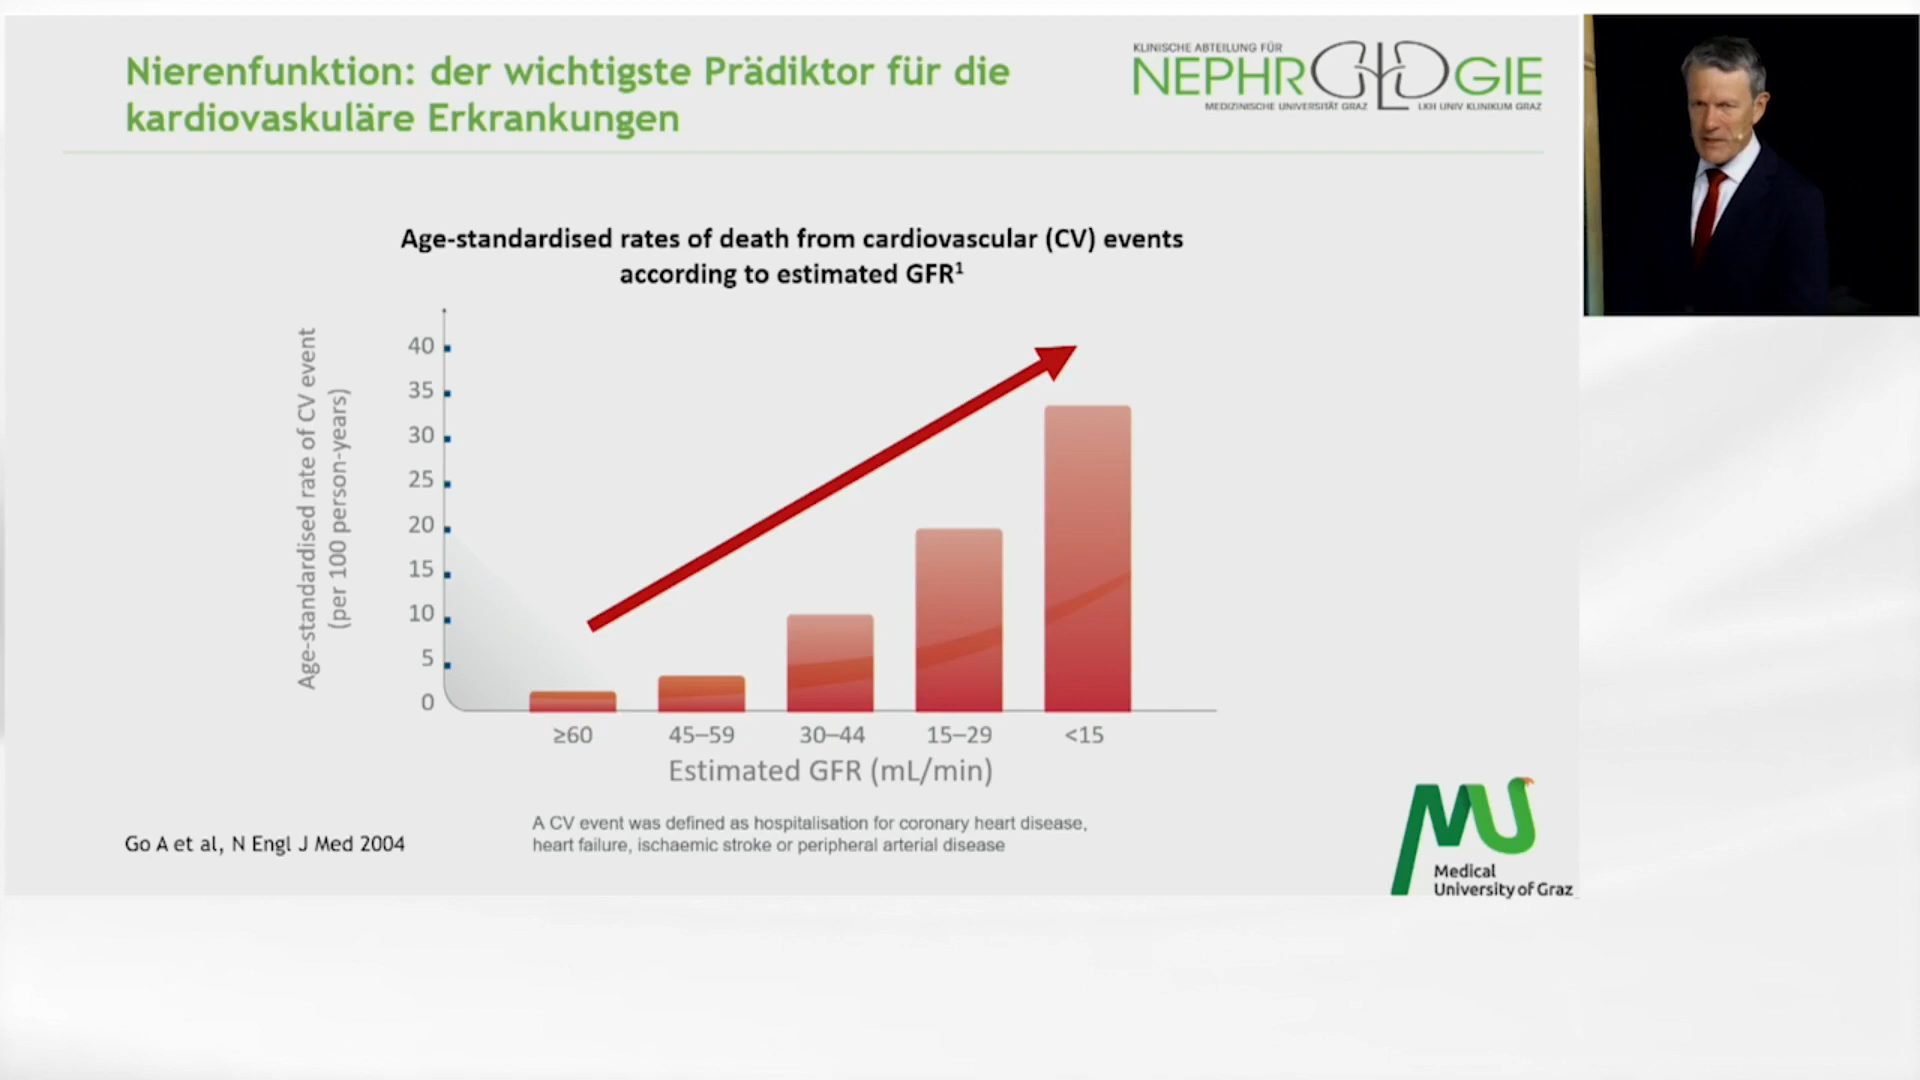 Nierenfunktion: der wichtigste Prädiktor für die
kardiovaskuläre Erkrankungen
KLINISCHE ABTEILUNG FÜR
NEPHROLOGIE
MEDIZINISCHE UNIVERSITÄT GRAZ LKH UNIV KLINIKUM GRAZ
Age-standardised rates of death from cardiovascular (CV) events
according to estimated GFR¹
Age-standardised rate of CV event
(per 100 person-years)
40
35
30
25
20
15
10
5
0
≥60 45–59 30–44 15–29 <15
Estimated GFR (mL/min)
A CV event was defined as hospitalisation for coronary heart disease,
heart failure, ischaemic stroke or peripheral arterial disease
Go A et al, N Engl J Med 2004
MU
Medical
University of Graz